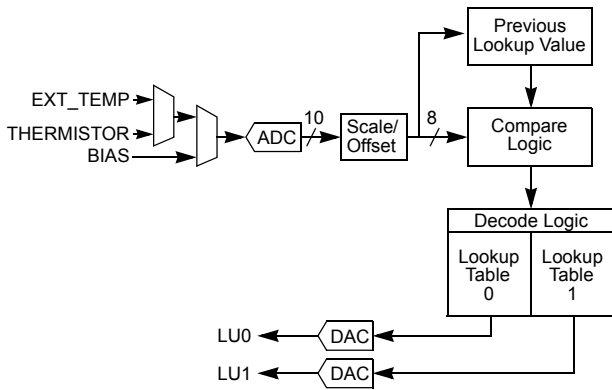 Previous
Lookup Value
EXT_TEMP
THERMISTOR
BIAS
ADC
10
Scale/
Offset
8
Compare
Logic
Decode Logic
Lookup
Table
0
Lookup
Table
1
LU0
DAC
LU1
DAC